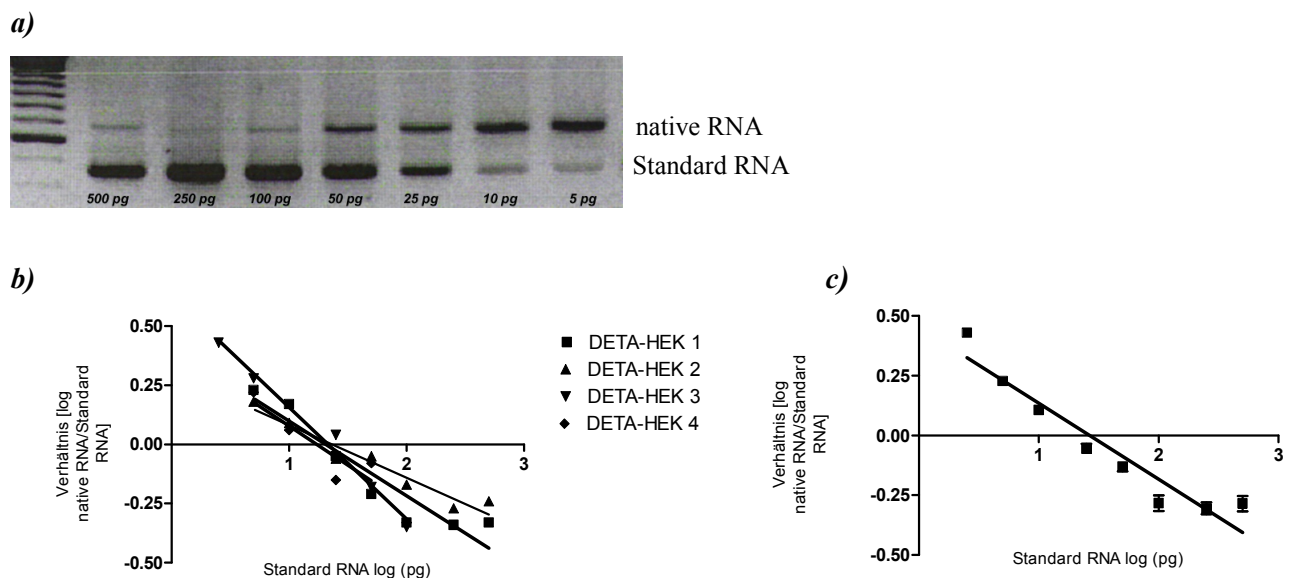 a)
native RNA
Standard RNA
500 pg 250 pg 100 pg 50 pg 25 pg 10 pg 5 pg
b)
Verhältnis [log
native RNA/Standard
RNA]
0.50
0.25
0.00
-0.25
-0.50
1 2 3
Standard RNA log (pg)
DETA-HEK 1
DETA-HEK 2
DETA-HEK 3
DETA-HEK 4
c)
Verhältnis [log
native RNA/Standard
RNA]
0.50
0.25
0.00
-0.25
-0.50
1 2 3
Standard RNA log (pg)